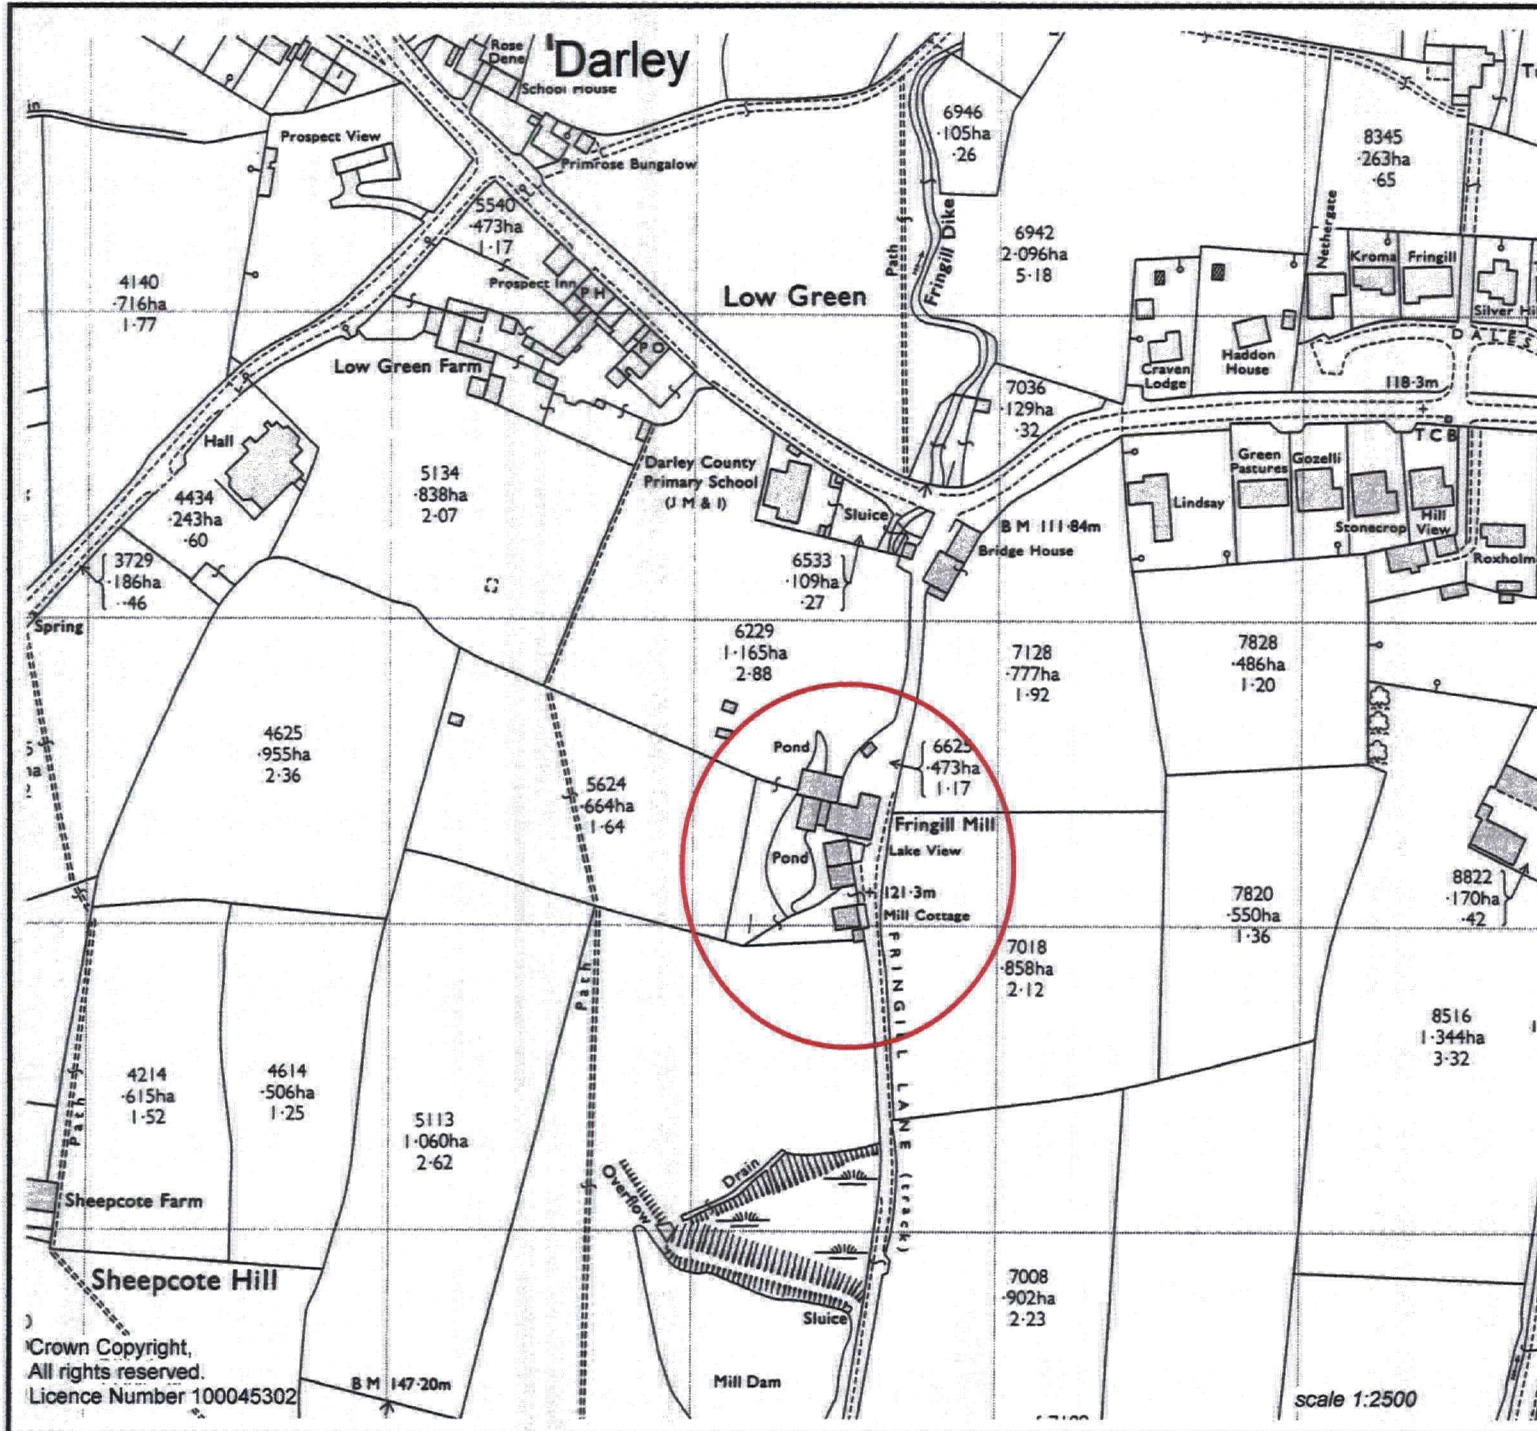 Rose
Dene
Darley
School House
Prospect View
Primrose Bungalow
6946
·105ha
·26
8345
·263ha
·65
5540
·473ha
1·17
Path
Fringill Dike
6942
2·096ha
5·18
Nethergate
Kroma
Fringill
4140
·716ha
1·77
Prospect Inn
P H
Low Green
Silver Hi
DALES
P O
Low Green Farm
Craven
Lodge
Haddon
House
118·3m
7036
·129ha
·32
T C B
Hall
5134
·838ha
2·07
Darley County
Primary School
(J M & I)
Green
Pastures
Gozelli
4434
·243ha
·60
Sluice
Lindsay
Stonecrop
Hill
View
B M 111·84m
Bridge House
3729
·186ha
·46
6533
·109ha
·27
Roxholm
Spring
6229
1·165ha
2·88
7128
·777ha
1·92
7828
·486ha
1·20
4625
·955ha
2·36
Pond
6625
·473ha
1·17
5624
·664ha
1·64
Fringill Mill
Pond
Lake View
8822
·170ha
·42
121·3m
7820
·550ha
1·36
Mill Cottage
FRINGILL LANE (track)
7018
·858ha
2·12
Path
8516
1·344ha
3·32
4214
·615ha
1·52
4614
·506ha
1·25
Path
5113
1·060ha
2·62
Drain
Overflow
Sheepcote Farm
Sheepcote Hill
7008
·902ha
2·23
Sluice
Crown Copyright,
All rights reserved.
Licence Number 100045302
B M 147·20m
Mill Dam
scale 1:2500